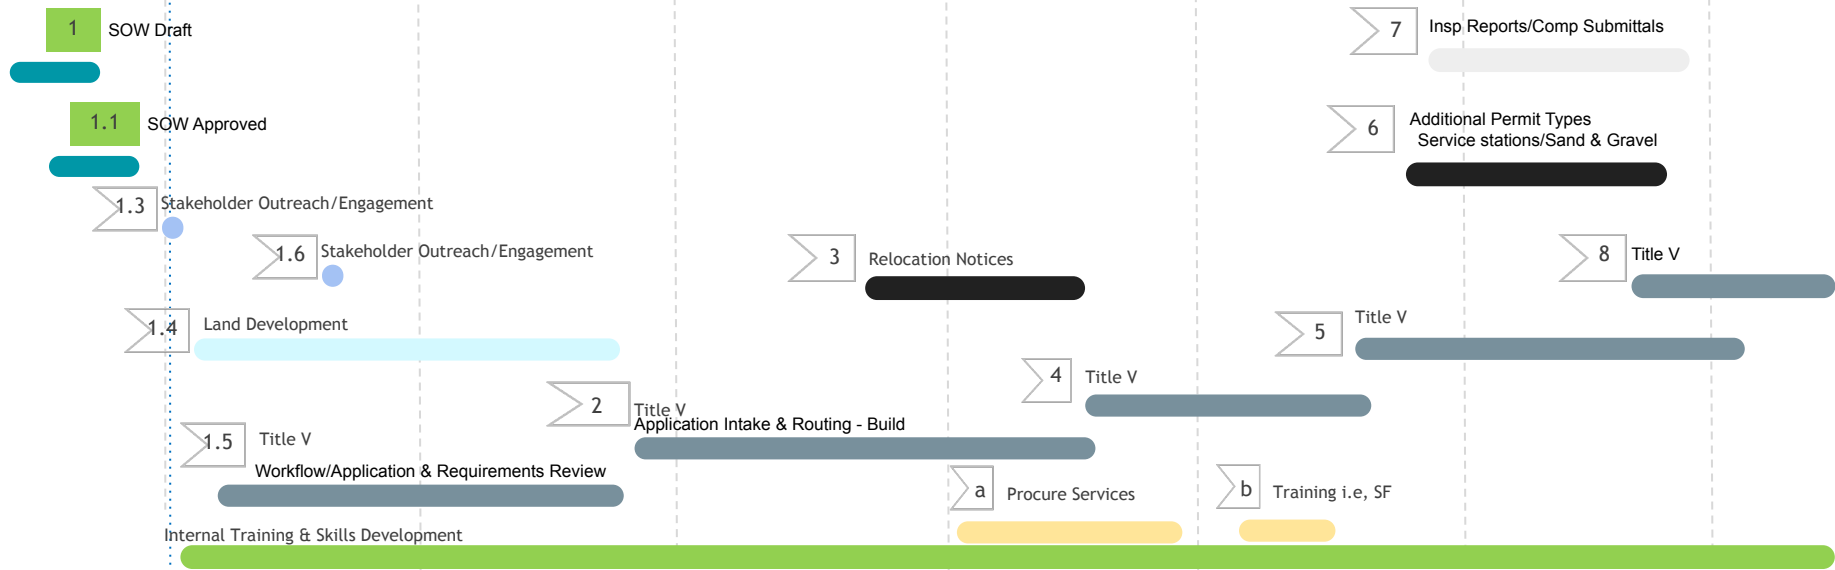 1 SOW Draft
7 Insp Reports/Comp Submittals
1.1 SOW Approved
6 Additional Permit Types
Service stations/Sand & Gravel
1.3 Stakeholder Outreach/Engagement
1.6 Stakeholder Outreach/Engagement
3 Relocation Notices
8 Title V
1.4 Land Development
5 Title V
4 Title V
2 Title V
Application Intake & Routing - Build
1.5 Title V
Workflow/Application & Requirements Review
a Procure Services
b Training i.e, SF
Internal Training & Skills Development